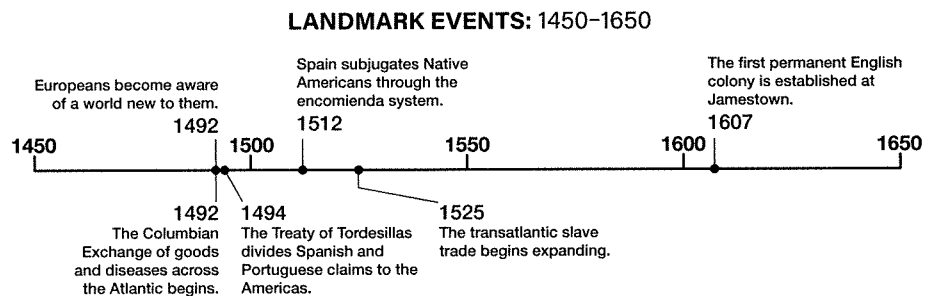 LANDMARK EVENTS: 1450–1650
Europeans become aware
of a world new to them.
1492
Spain subjugates Native
Americans through the
encomienda system.
1512
The first permanent English
colony is established at
Jamestown.
1607
1450
1500
1550
1600
1650
1492
The Columbian
Exchange of goods
and diseases across
the Atlantic begins.
1494
The Treaty of Tordesillas
divides Spanish and
Portuguese claims to the
Americas.
1525
The transatlantic slave
trade begins expanding.